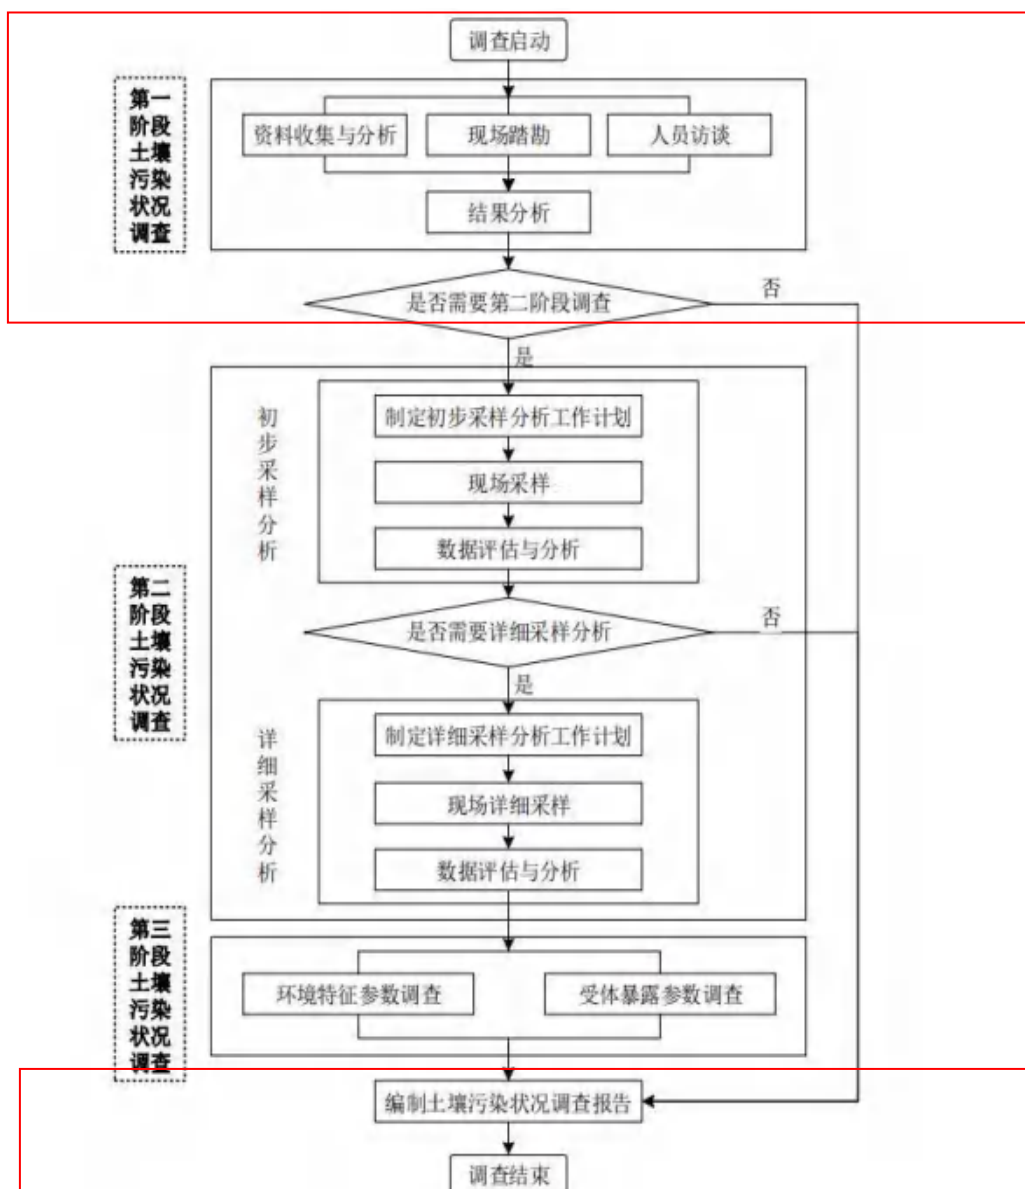 调查启动
第一
阶段
土壤
污染
状况
调查
资料收集与分析
现场踏勘
人员访谈
结果分析
是否需要第二阶段调查
否
是
初
步
采
样
分
析
制定初步采样分析工作计划
现场采样
数据评估与分析
第二
阶段
土壤
污染
状况
调查
是否需要详细采样分析
否
是
详
细
采
样
分
析
制定详细采样分析工作计划
现场详细采样
数据评估与分析
第三
阶段
土壤
污染
状况
调查
环境特征参数调查
受体暴露参数调查
编制土壤污染状况调查报告
调查结束